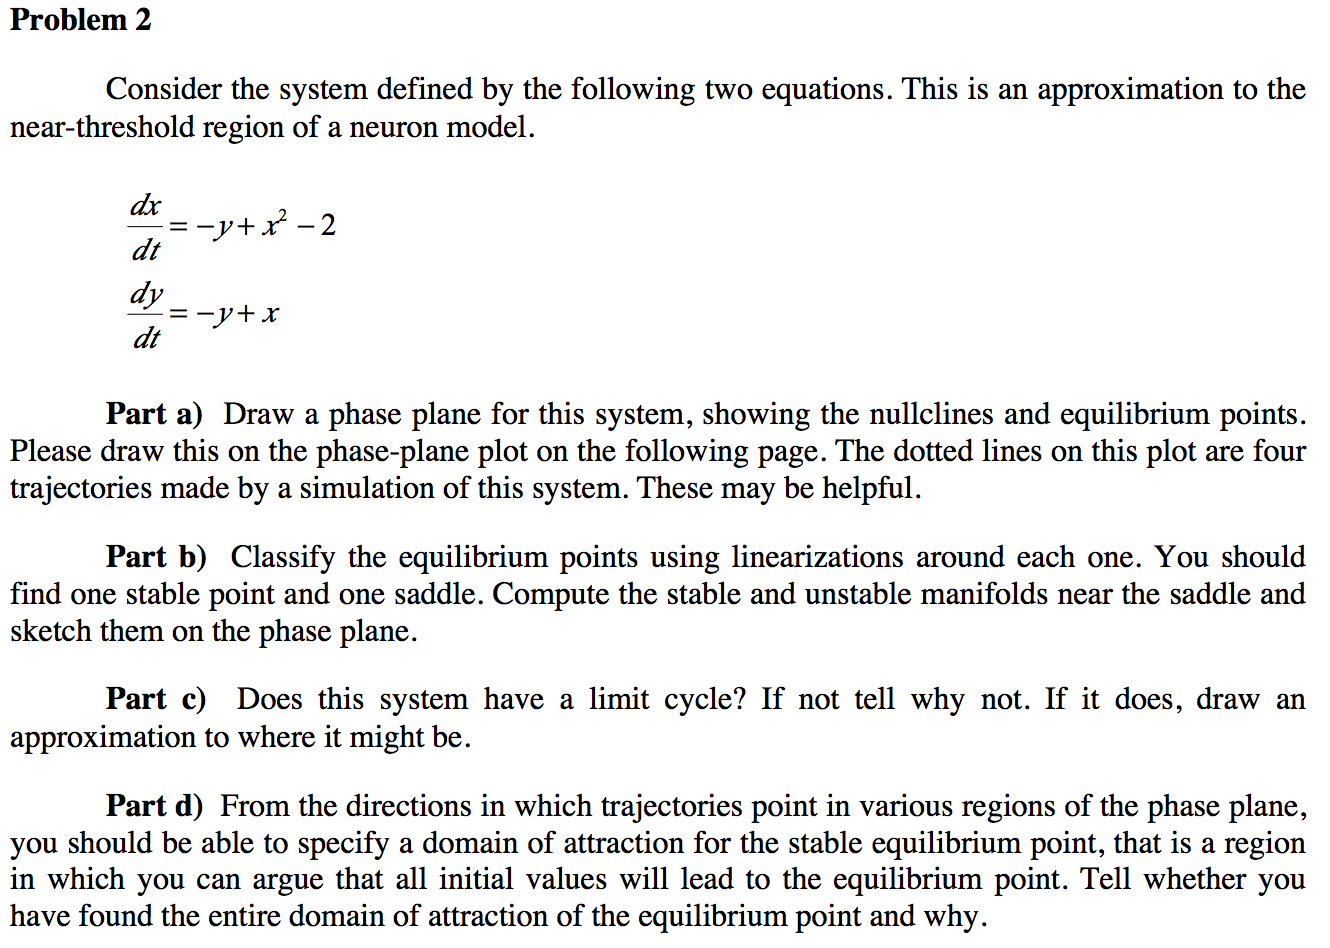 Problem 2
Consider the system defined by the following two equations. This is an approximation to the
near-threshold region of a neuron model.
dx/dt = −y + x² − 2
dy/dt = −y + x
Part a) Draw a phase plane for this system, showing the nullclines and equilibrium points.
Please draw this on the phase-plane plot on the following page. The dotted lines on this plot are four
trajectories made by a simulation of this system. These may be helpful.
Part b) Classify the equilibrium points using linearizations around each one. You should
find one stable point and one saddle. Compute the stable and unstable manifolds near the saddle and
sketch them on the phase plane.
Part c) Does this system have a limit cycle? If not tell why not. If it does, draw an
approximation to where it might be.
Part d) From the directions in which trajectories point in various regions of the phase plane,
you should be able to specify a domain of attraction for the stable equilibrium point, that is a region
in which you can argue that all initial values will lead to the equilibrium point. Tell whether you
have found the entire domain of attraction of the equilibrium point and why.